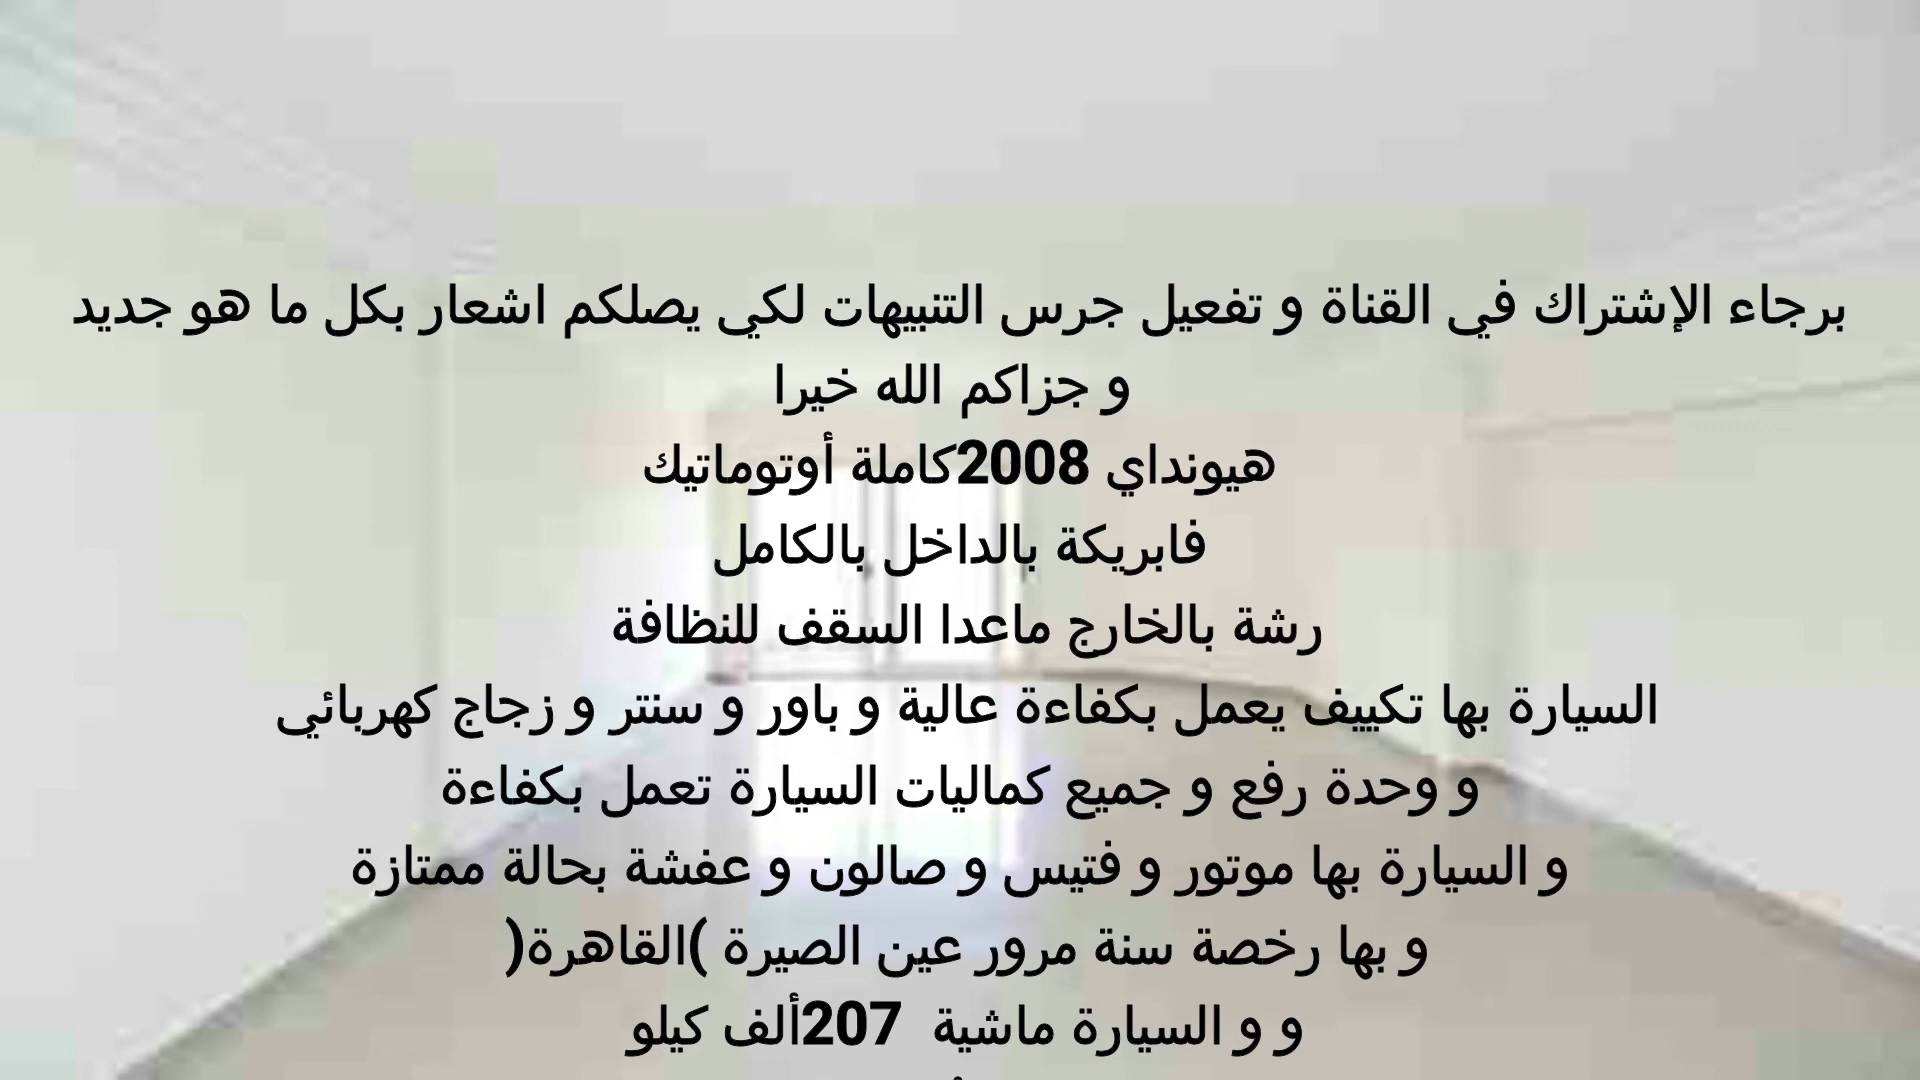 برجاء الإشتراك في القناة و تفعيل جرس التنبيهات لكي يصلكم اشعار بكل ما هو جديد
و جزاكم الله خيرا
هيونداي 2008كاملة أوتوماتيك
فابريكة بالداخل بالكامل
رشة بالخارج ماعدا السقف للنظافة
السيارة بها تكييف يعمل بكفاءة عالية و باور و سنتر و زجاج كهربائي
و وحدة رفع و جميع كماليات السيارة تعمل بكفاءة
و السيارة بها موتور و فتيس و صالون و عفشة بحالة ممتازة
و بها رخصة سنة مرور عين الصيرة )القاهرة(
و و السيارة ماشية 207ألف كيلو